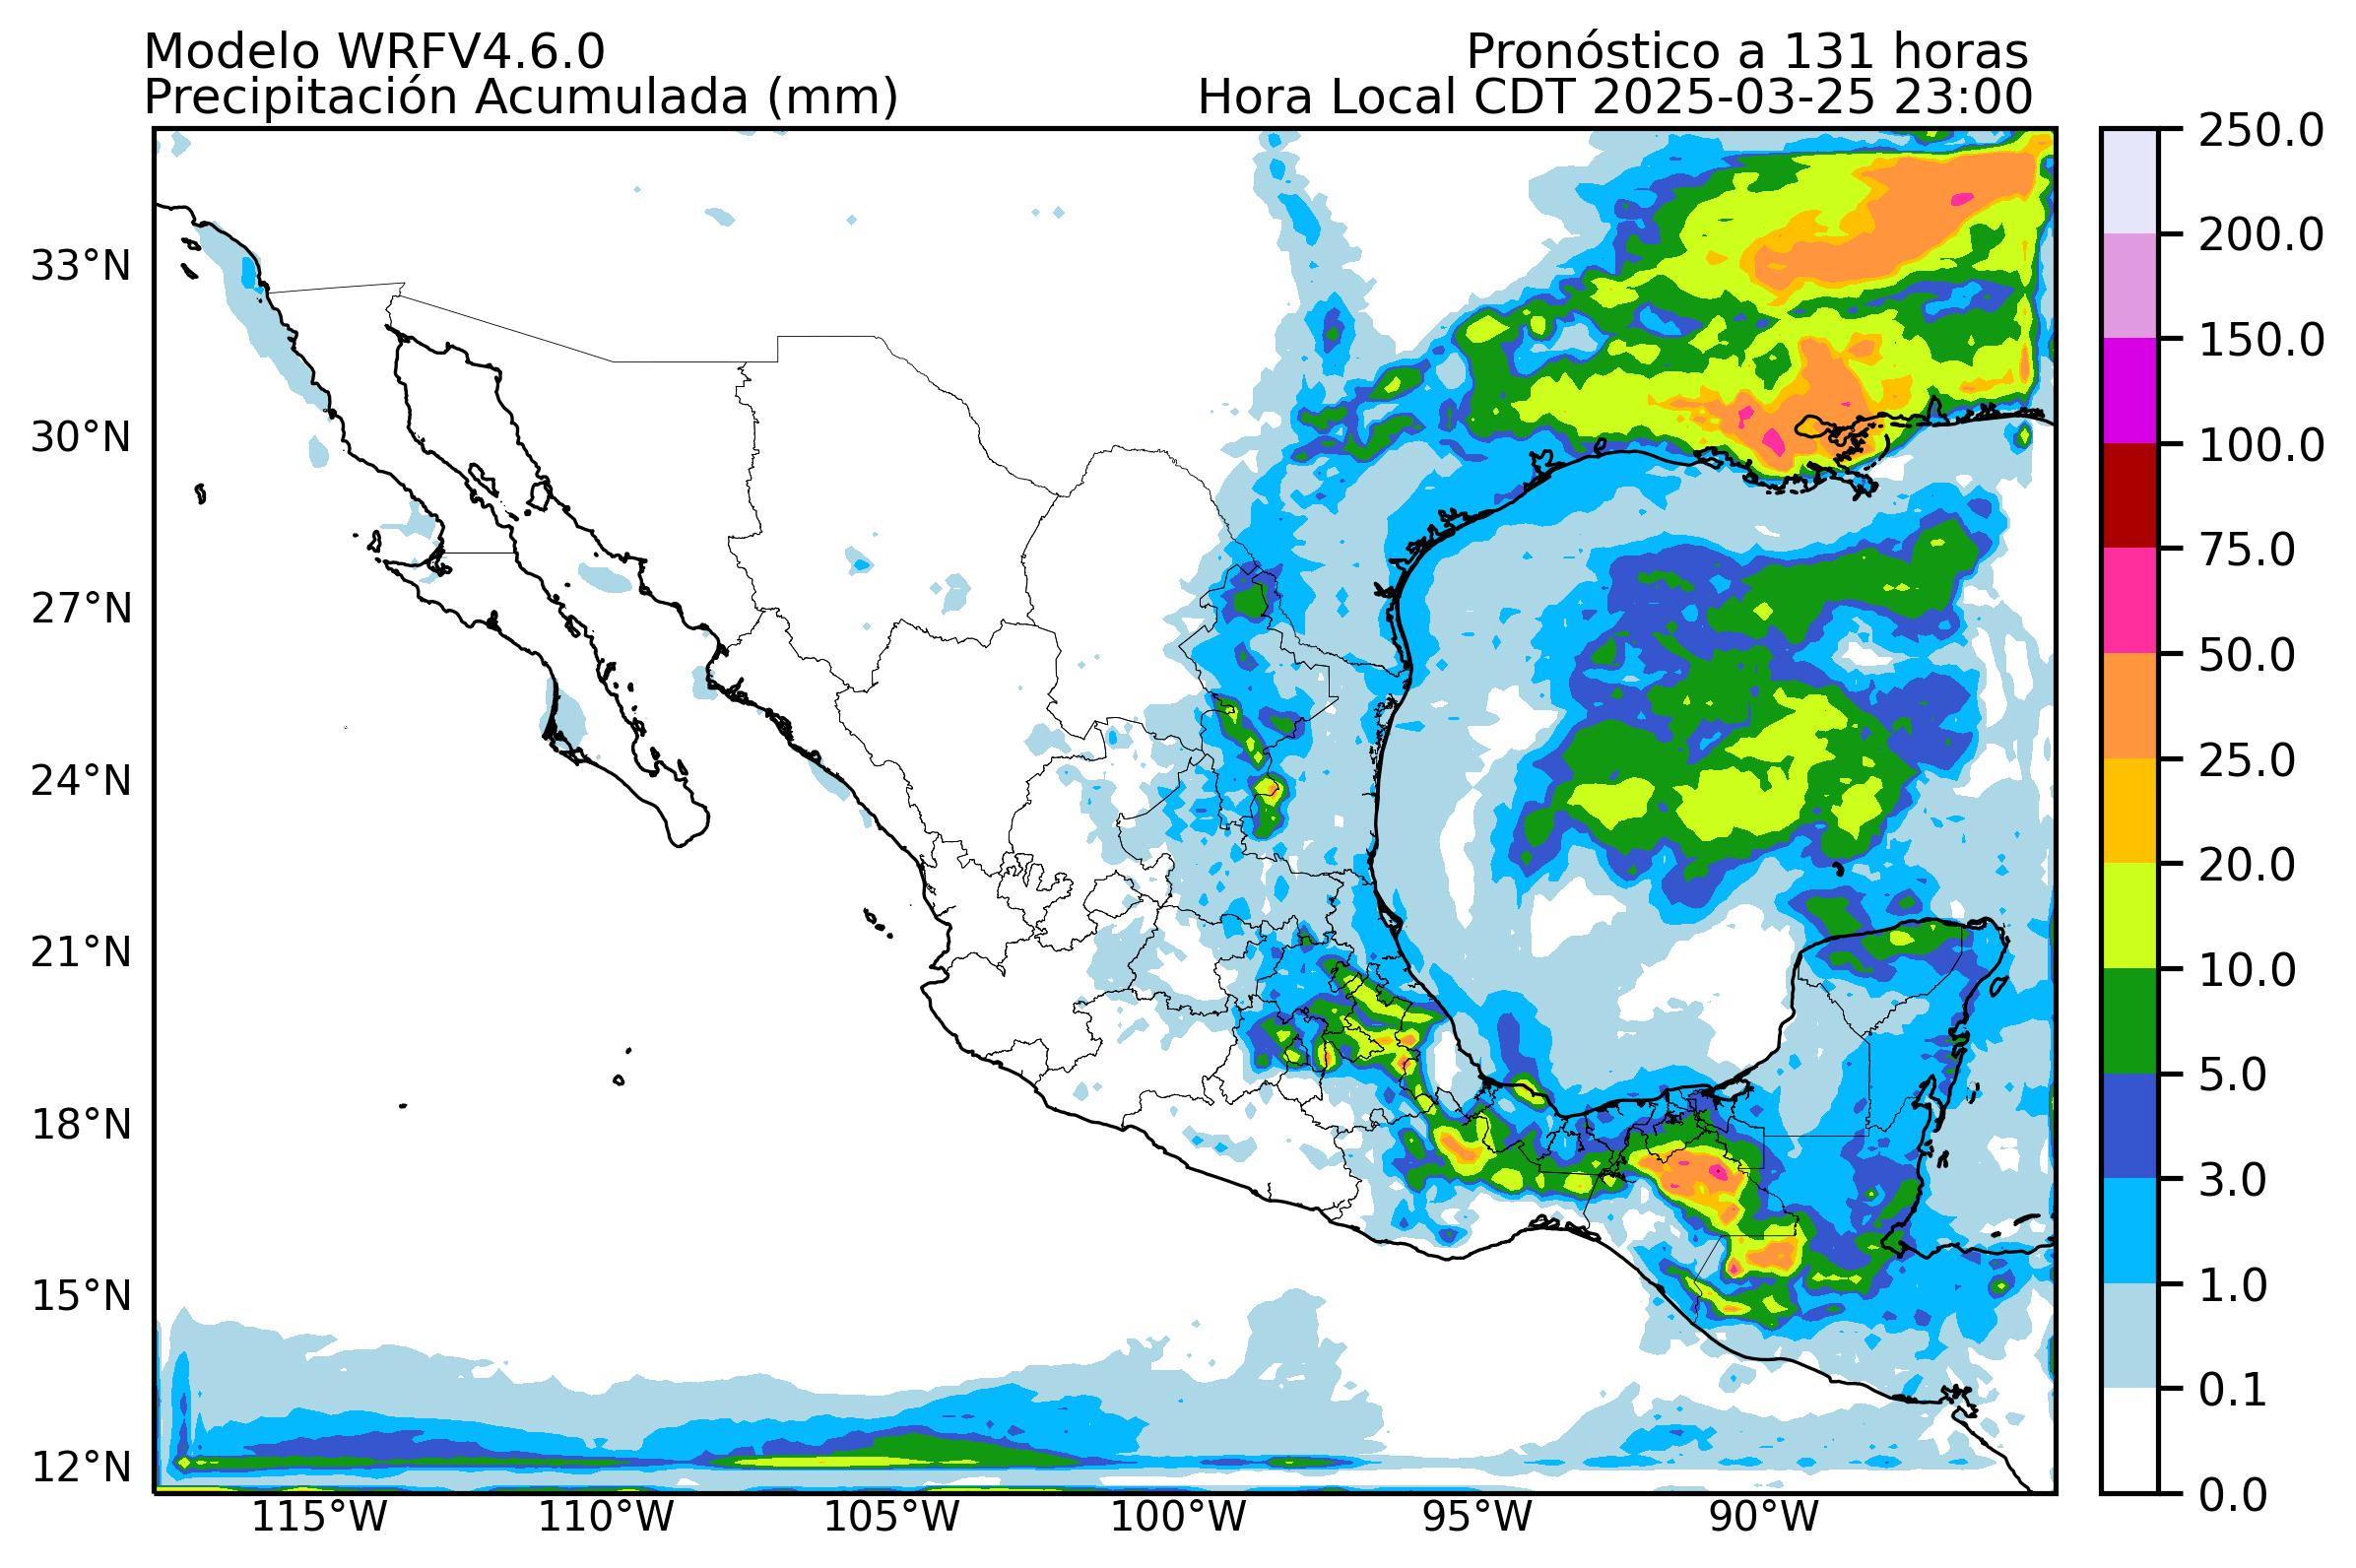 Modelo WRFV4.6.0
Pronóstico a 131 horas
Precipitación Acumulada (mm)
Hora Local CDT 2025-03-25 23:00
33°N
30°N
27°N
24°N
21°N
18°N
15°N
12°N
115°W
110°W
105°W
100°W
95°W
90°W
250.0
200.0
150.0
100.0
75.0
50.0
25.0
20.0
10.0
5.0
3.0
1.0
0.1
0.0